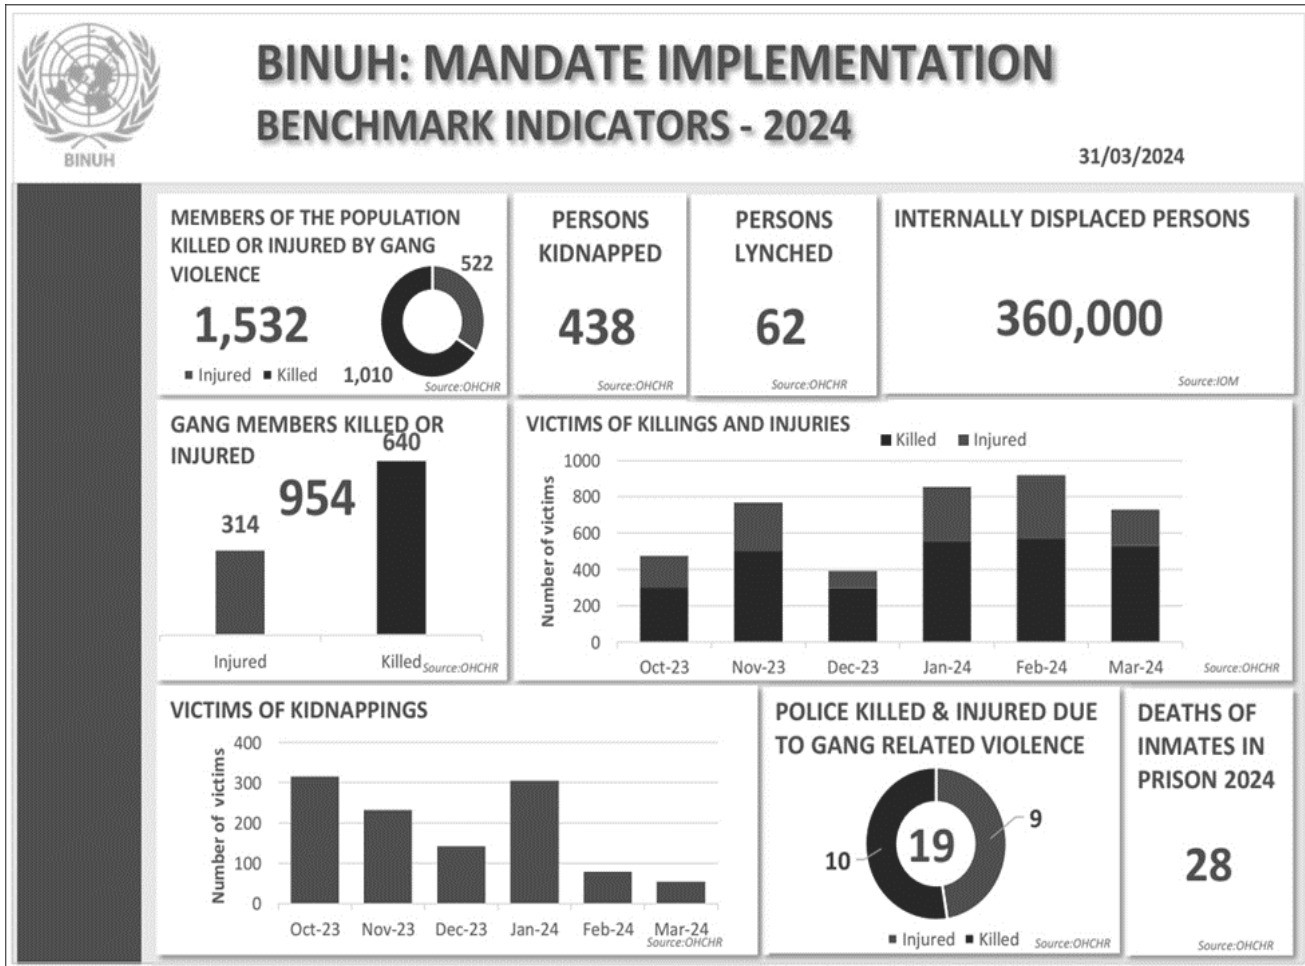 BINUH: MANDATE IMPLEMENTATION
BENCHMARK INDICATORS - 2024
BINUH
31/03/2024
MEMBERS OF THE POPULATION
KILLED OR INJURED BY GANG
VIOLENCE
522
1,532
Injured Killed
1,010
Source:OHCHR
PERSONS
KIDNAPPED
438
Source:OHCHR
PERSONS
LYNCHED
62
Source:OHCHR
INTERNALLY DISPLACED PERSONS
360,000
Source:IOM
GANG MEMBERS KILLED OR
INJURED
640
954
314
Injured
Killed
Source:OHCHR
VICTIMS OF KILLINGS AND INJURIES
Killed Injured
Number of victims
1000
800
600
400
200
0
Oct-23 Nov-23 Dec-23 Jan-24 Feb-24 Mar-24
Source:OHCHR
VICTIMS OF KIDNAPPINGS
Number of victims
400
300
200
100
0
Oct-23 Nov-23 Dec-23 Jan-24 Feb-24 Mar-24
Source:OHCHR
POLICE KILLED & INJURED DUE
TO GANG RELATED VIOLENCE
9
19
10
Injured Killed
Source:OHCHR
DEATHS OF
INMATES IN
PRISON 2024
28
Source:OHCHR